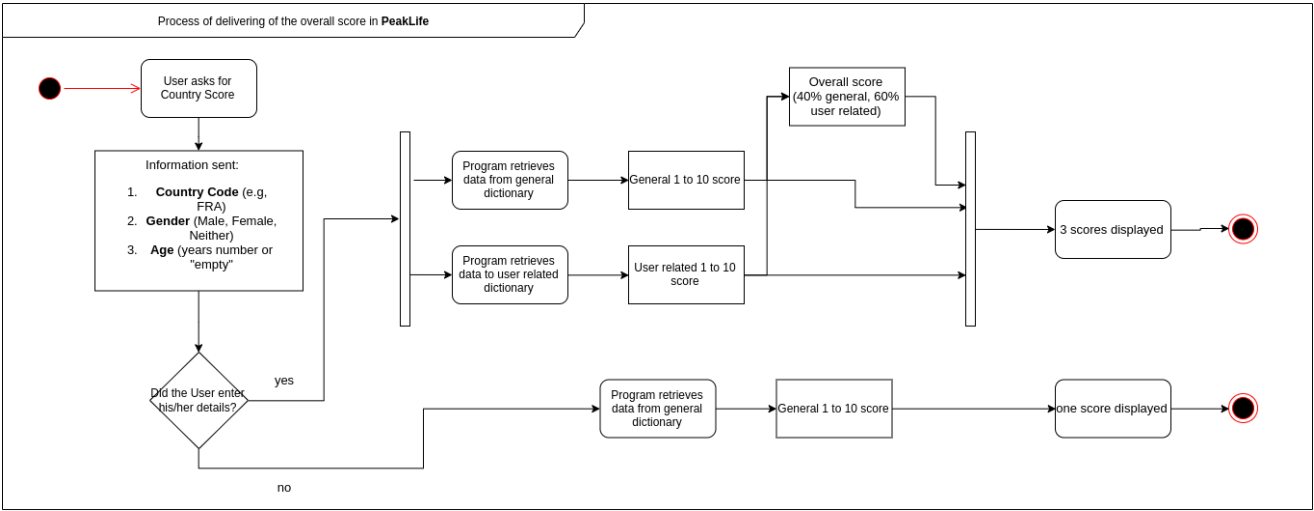 Process of delivering of the overall score in PeakLife
User asks for
Country Score
Information sent:
1. Country Code (e.g,
FRA)
2. Gender (Male, Female,
Neither)
3. Age (years number or
"empty"
Did the User enter
his/her details?
yes
no
Program retrieves
data from general
dictionary
General 1 to 10 score
Program retrieves
data to user related
dictionary
User related 1 to 10
score
Overall score
(40% general, 60%
user related)
3 scores displayed
Program retrieves
data from general
dictionary
General 1 to 10 score
one score displayed